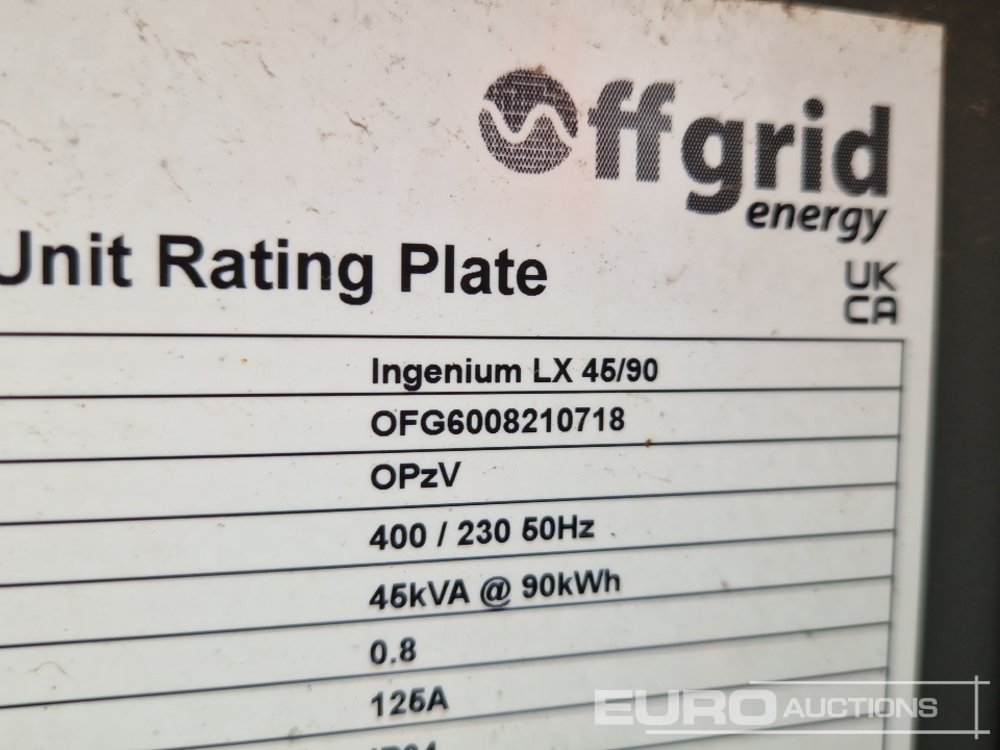 Offgrid
energy
Unit Rating Plate
UK
CA
Ingenium LX 45/90
OFG6008210718
OPzV
400 / 230 50Hz
45kVA @ 90kWh
0.8
125A
EURO AUCTIONS